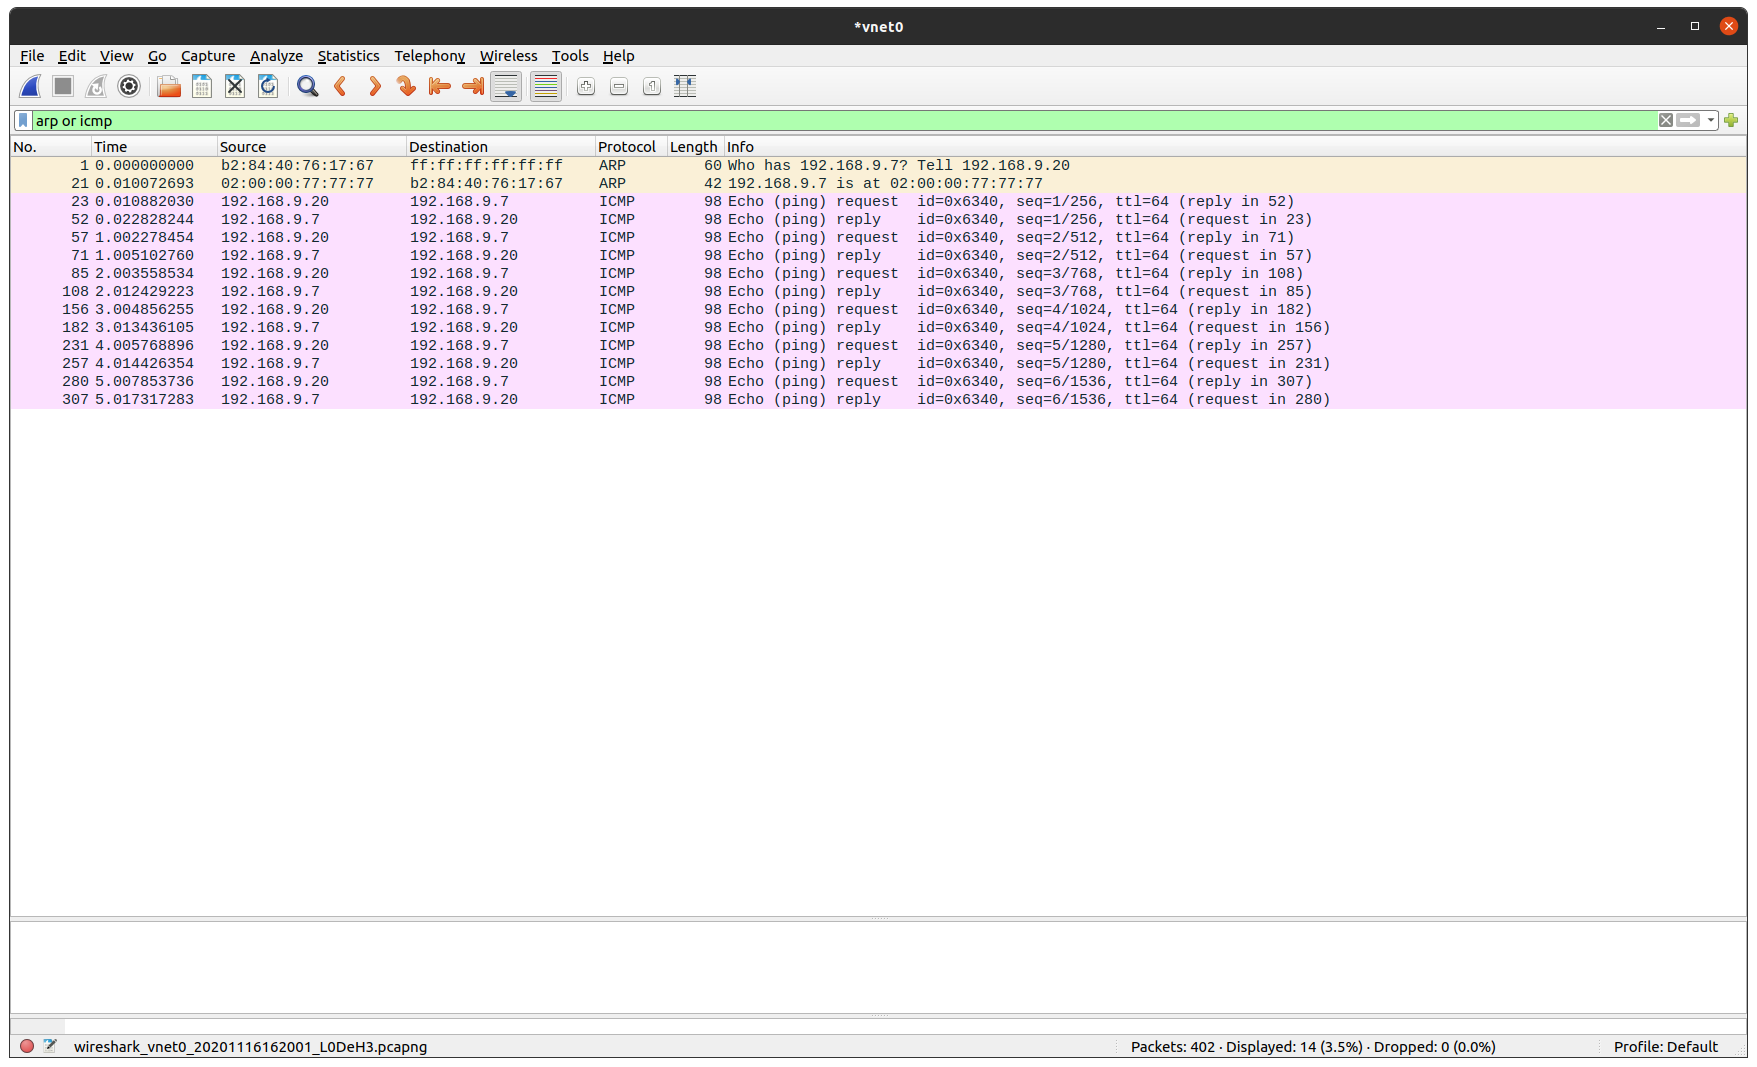 *vnet0
File Edit View Go Capture Analyze Statistics Telephony Wireless Tools Help
arp or icmp
No. Time Source Destination Protocol Length Info
1 0.000000000 b2:84:40:76:17:67 ff:ff:ff:ff:ff:ff ARP 60 Who has 192.168.9.7? Tell 192.168.9.20
21 0.010072693 02:00:00:77:77:77 b2:84:40:76:17:67 ARP 42 192.168.9.7 is at 02:00:00:77:77:77
23 0.010882030 192.168.9.20 192.168.9.7 ICMP 98 Echo (ping) request id=0x6340, seq=1/256, ttl=64 (reply in 52)
52 0.022828244 192.168.9.7 192.168.9.20 ICMP 98 Echo (ping) reply id=0x6340, seq=1/256, ttl=64 (request in 23)
57 1.002278454 192.168.9.20 192.168.9.7 ICMP 98 Echo (ping) request id=0x6340, seq=2/512, ttl=64 (reply in 71)
71 1.005102760 192.168.9.7 192.168.9.20 ICMP 98 Echo (ping) reply id=0x6340, seq=2/512, ttl=64 (request in 57)
85 2.003558534 192.168.9.20 192.168.9.7 ICMP 98 Echo (ping) request id=0x6340, seq=3/768, ttl=64 (reply in 108)
108 2.012429223 192.168.9.7 192.168.9.20 ICMP 98 Echo (ping) reply id=0x6340, seq=3/768, ttl=64 (request in 85)
156 3.004856255 192.168.9.20 192.168.9.7 ICMP 98 Echo (ping) request id=0x6340, seq=4/1024, ttl=64 (reply in 182)
182 3.013436105 192.168.9.7 192.168.9.20 ICMP 98 Echo (ping) reply id=0x6340, seq=4/1024, ttl=64 (request in 156)
231 4.005768896 192.168.9.20 192.168.9.7 ICMP 98 Echo (ping) request id=0x6340, seq=5/1280, ttl=64 (reply in 257)
257 4.014426354 192.168.9.7 192.168.9.20 ICMP 98 Echo (ping) reply id=0x6340, seq=5/1280, ttl=64 (request in 231)
280 5.007853736 192.168.9.20 192.168.9.7 ICMP 98 Echo (ping) request id=0x6340, seq=6/1536, ttl=64 (reply in 307)
307 5.017317283 192.168.9.7 192.168.9.20 ICMP 98 Echo (ping) reply id=0x6340, seq=6/1536, ttl=64 (request in 280)
wireshark_vnet0_20201116162001_L0DeH3.pcapng Packets: 402 · Displayed: 14 (3.5%) · Dropped: 0 (0.0%) Profile: Default